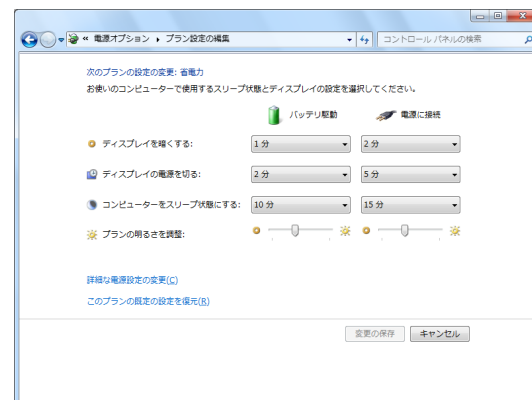 « 電源オプション ▸ プラン設定の編集
コントロール パネルの検索
次のプランの設定の変更: 省電力
お使いのコンピューターで使用するスリープ状態とディスプレイの設定を選択してください。
バッテリ駆動 電源に接続
ディスプレイを暗くする: 1 分 2 分
ディスプレイの電源を切る: 2 分 5 分
コンピューターをスリープ状態にする: 10 分 15 分
プランの明るさを調整:
詳細な電源設定の変更(C)
このプランの既定の設定を復元(R)
変更の保存 キャンセル